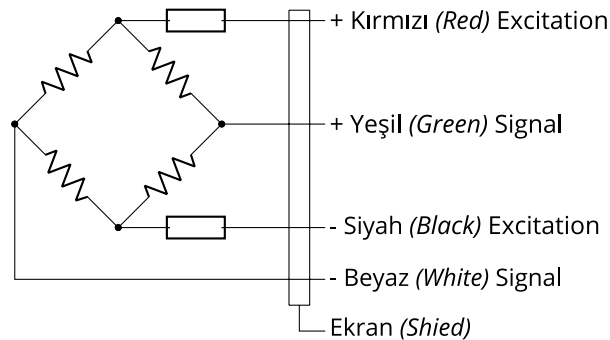 + Kırmızı (Red) Excitation
+ Yeşil (Green) Signal
- Siyah (Black) Excitation
- Beyaz (White) Signal
Ekran (Shied)